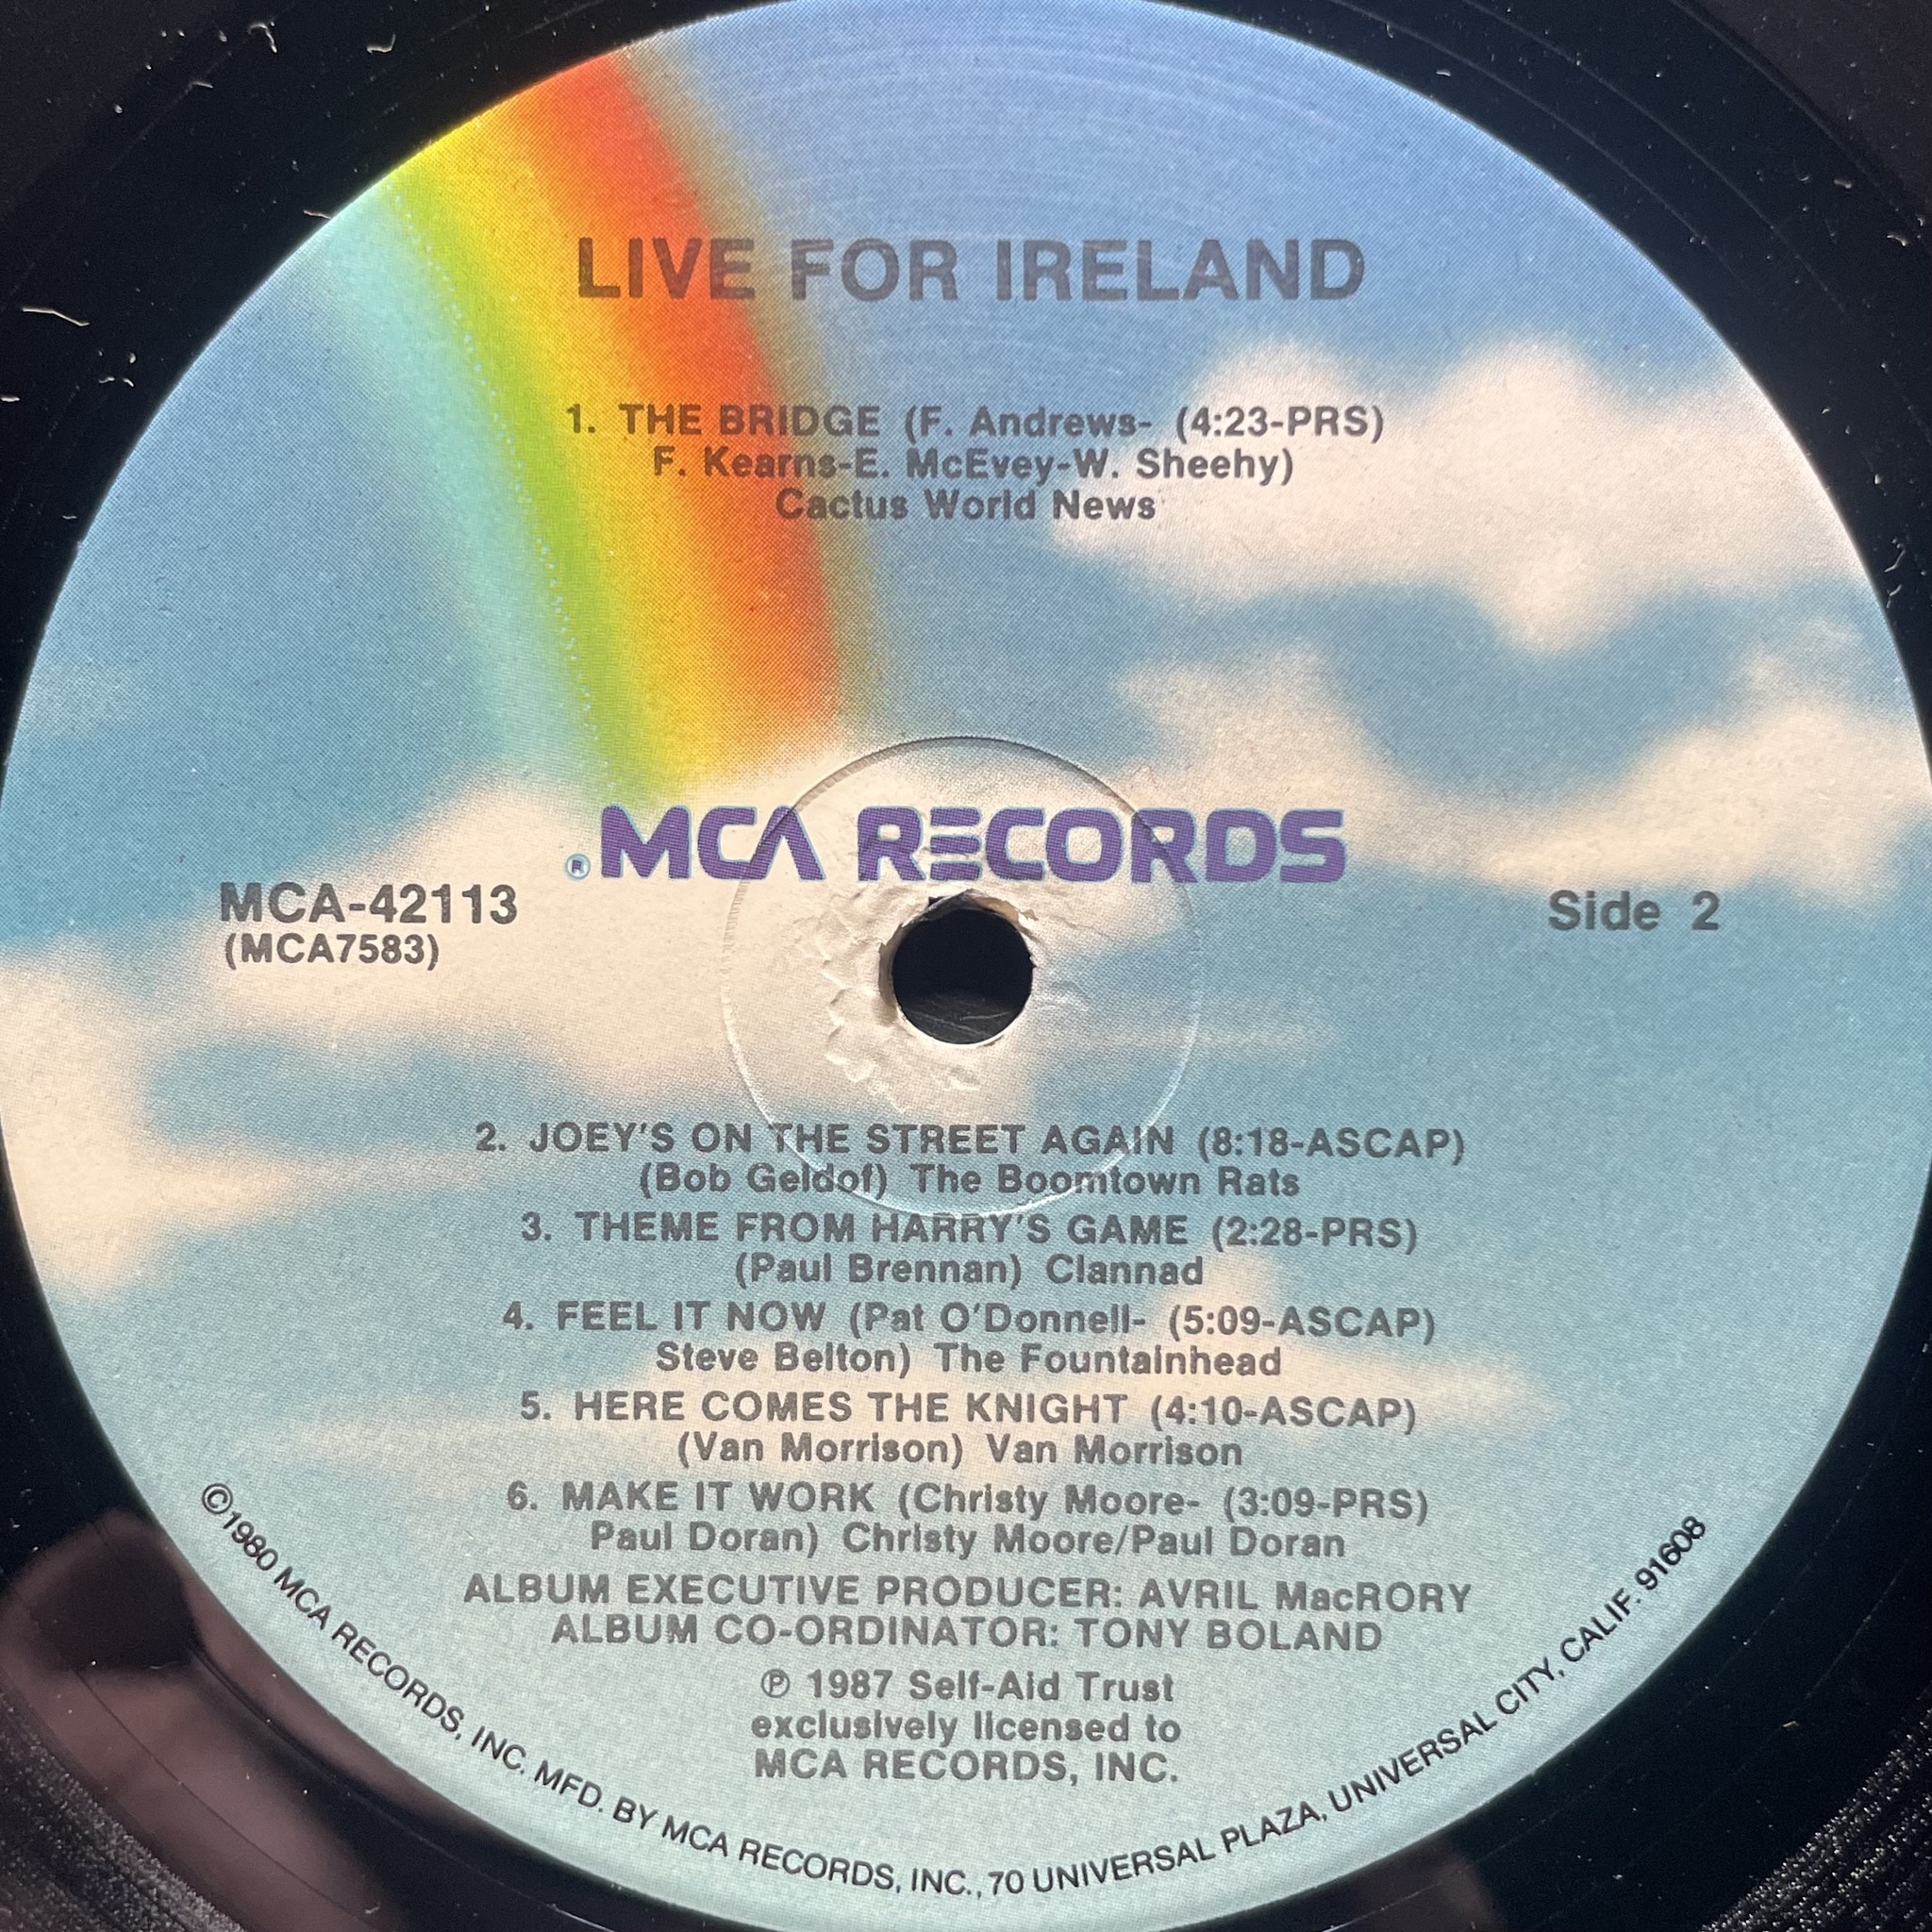 LIVE FOR IRELAND
1. THE BRIDGE (F. Andrews- (4:23-PRS)
F. Kearns-E. McEvey-W. Sheehy)
Cactus World News
® MCA RECORDS
MCA-42113
(MCA7583)
Side 2
2. JOEY'S ON THE STREET AGAIN (8:18-ASCAP)
(Bob Geldof) The Boomtown Rats
3. THEME FROM HARRY'S GAME (2:28-PRS)
(Paul Brennan) Clannad
4. FEEL IT NOW (Pat O'Donnell- (5:09-ASCAP)
Steve Belton) The Fountainhead
5. HERE COMES THE KNIGHT (4:10-ASCAP)
(Van Morrison) Van Morrison
6. MAKE IT WORK (Christy Moore- (3:09-PRS)
Paul Doran) Christy Moore/Paul Doran
ALBUM EXECUTIVE PRODUCER: AVRIL MacRORY
ALBUM CO-ORDINATOR: TONY BOLAND
℗ 1987 Self-Aid Trust
exclusively licensed to
MCA RECORDS, INC.
©1980 MCA RECORDS, INC. MFD. BY MCA RECORDS, INC., 70 UNIVERSAL PLAZA, UNIVERSAL CITY, CALIF. 91608